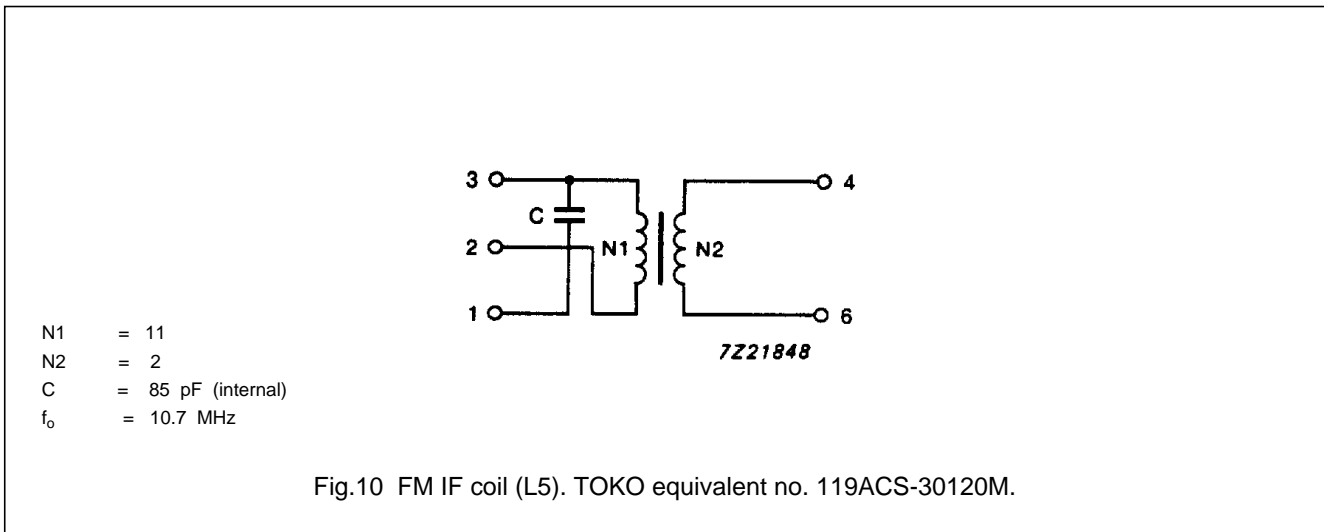 3
4
C
2
N1
N2
1
6
7Z21848
N1 = 11
N2 = 2
C = 85 pF (internal)
fo = 10.7 MHz
Fig.10 FM IF coil (L5). TOKO equivalent no. 119ACS-30120M.